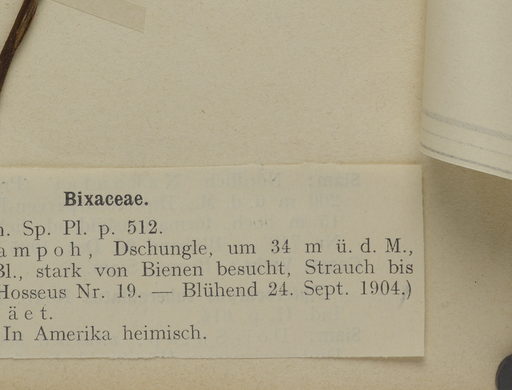 Bixaceae.
n. Sp. Pl. p. 512.
ampoh, Dschungle, um 34 m ü. d. M.,
Bl., stark von Bienen besucht, Strauch bis
Hosseus Nr. 19. — Blühend 24. Sept. 1904.)
äet.
In Amerika heimisch.